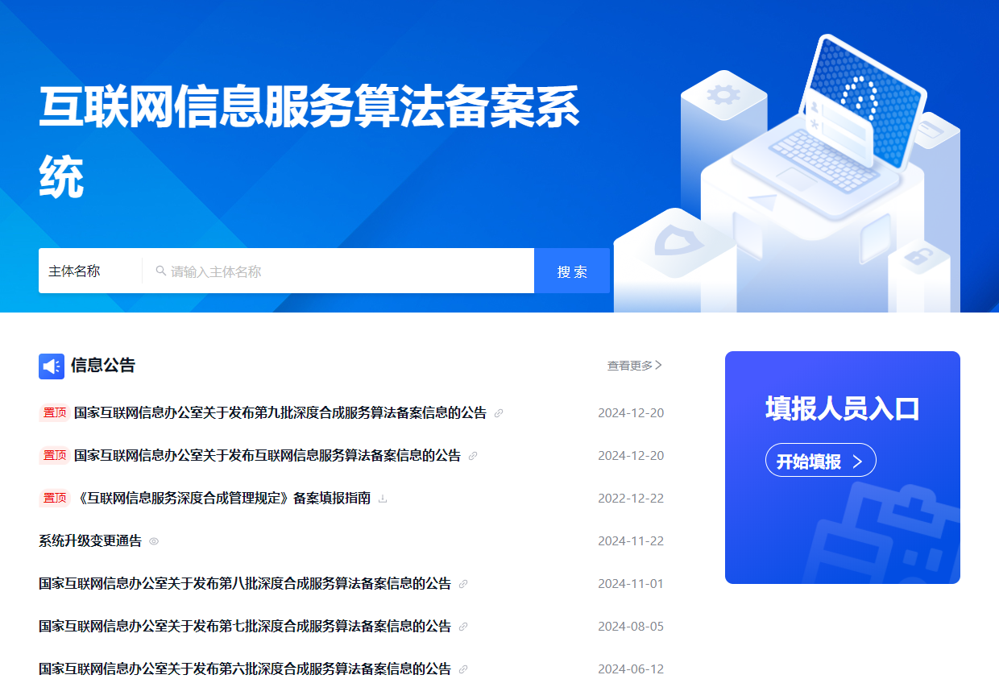 互联网信息服务算法备案系
统
主体名称 请输入主体名称 搜 索
信息公告 查看更多
置顶 国家互联网信息办公室关于发布第九批深度合成服务算法备案信息的公告 2024-12-20
置顶 国家互联网信息办公室关于发布互联网信息服务算法备案信息的公告 2024-12-20
置顶 《互联网信息服务深度合成管理规定》备案填报指南 2022-12-22
系统升级变更通告 2024-11-22
国家互联网信息办公室关于发布第八批深度合成服务算法备案信息的公告 2024-11-01
国家互联网信息办公室关于发布第七批深度合成服务算法备案信息的公告 2024-08-05
国家互联网信息办公室关于发布第六批深度合成服务算法备案信息的公告 2024-06-12
填报人员入口
开始填报